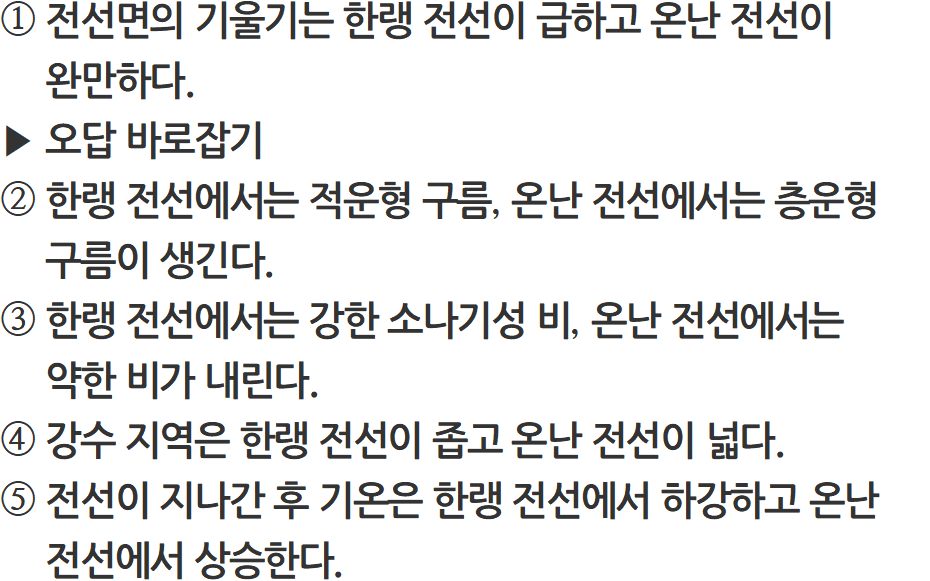 ① 전선면의 기울기는 한랭 전선이 급하고 온난 전선이
완만하다.
▶ 오답 바로잡기
② 한랭 전선에서는 적운형 구름, 온난 전선에서는 층운형
구름이 생긴다.
③ 한랭 전선에서는 강한 소나기성 비, 온난 전선에서는
약한 비가 내린다.
④ 강수 지역은 한랭 전선이 좁고 온난 전선이 넓다.
⑤ 전선이 지나간 후 기온은 한랭 전선에서 하강하고 온난
전선에서 상승한다.